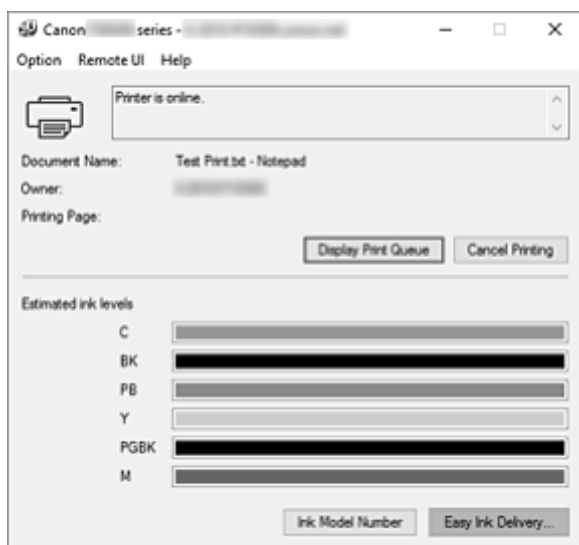 Canon series -
Option Remote UI Help
Printer is online.
Document Name: Test Print.txt - Notepad
Owner:
Printing Page:
Display Print Queue Cancel Printing
Estimated ink levels
C
BK
PB
Y
PGBK
M
Ink Model Number Easy Ink Delivery...